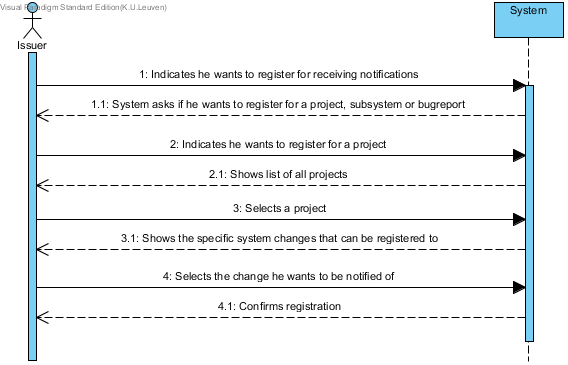 Visual Paradigm Standard Edition(K.U.Leuven)
System
Issuer
1: Indicates he wants to register for receiving notifications
1.1: System asks if he wants to register for a project, subsystem or bugreport
2: Indicates he wants to register for a project
2.1: Shows list of all projects
3: Selects a project
3.1: Shows the specific system changes that can be registered to
4: Selects the change he wants to be notified of
4.1: Confirms registration